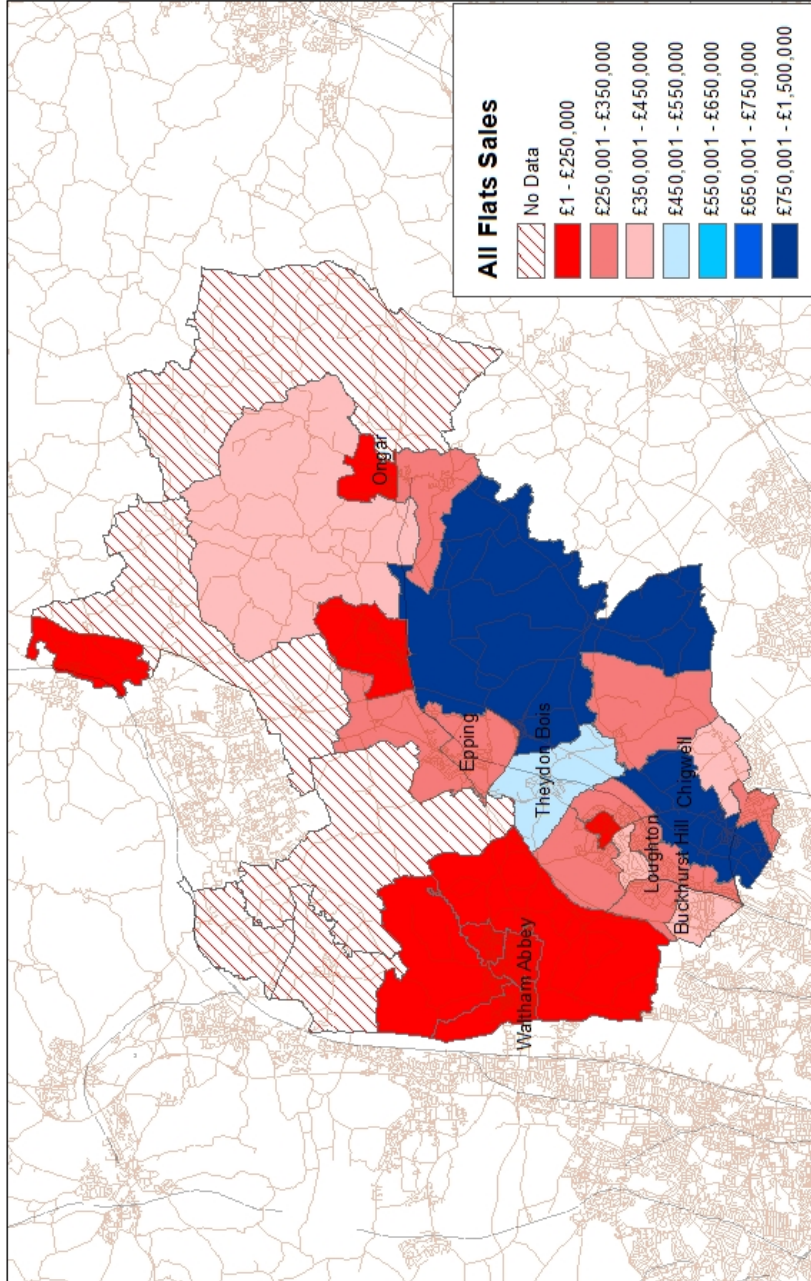 All Flats Sales
No Data
£1 - £250,000
£250,001 - £350,000
£350,001 - £450,000
£450,001 - £550,000
£550,001 - £650,000
£650,001 - £750,000
£750,001 - £1,500,000
Ongar
Epping
Waltham Abbey
Theydon Bois
Loughton
Buckhurst Hill
Chigwell